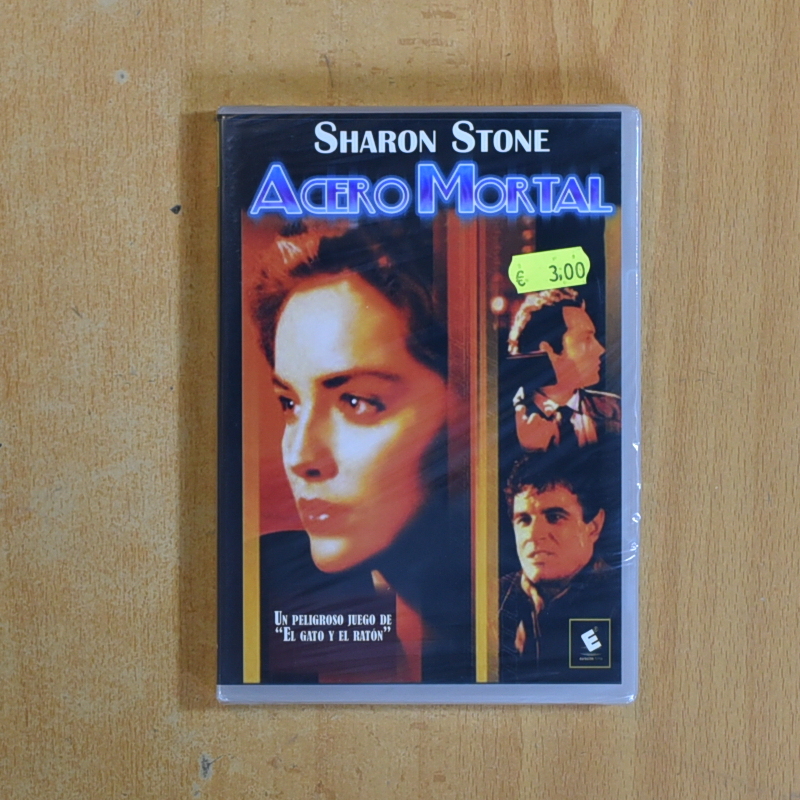 SHARON STONE
ACERO MORTAL
€ 3,00
UN PELIGROSO JUEGO DE
“EL GATO Y EL RATÓN”
E